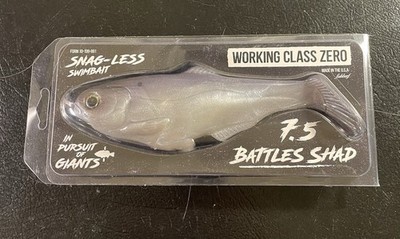 SNAG-LESS
SWIMBAIT
WORKING CLASS ZERO
MADE IN THE U.S.A.
IN
PURSUIT
OF
GIANTS
7.5
BATTLES SHAD